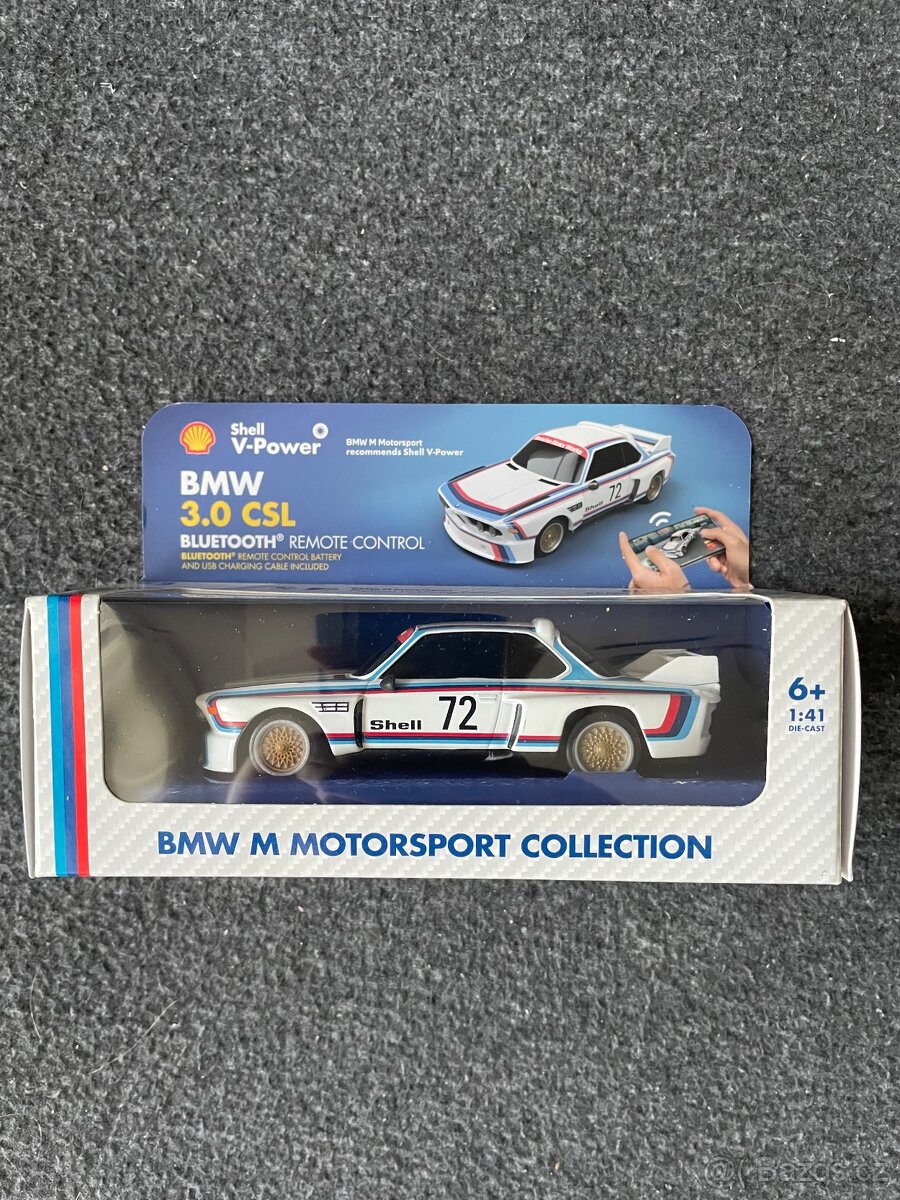 Shell
V-Power
BMW M Motorsport
recommends Shell V-Power
BMW
3.0 CSL
BLUETOOTH® REMOTE CONTROL
BLUETOOTH® REMOTE CONTROL BATTERY
AND USB CHARGING CABLE INCLUDED
72
Shell
Shell
72
6+
1:41
DIE-CAST
BMW M MOTORSPORT COLLECTION
@ Bazos.cz